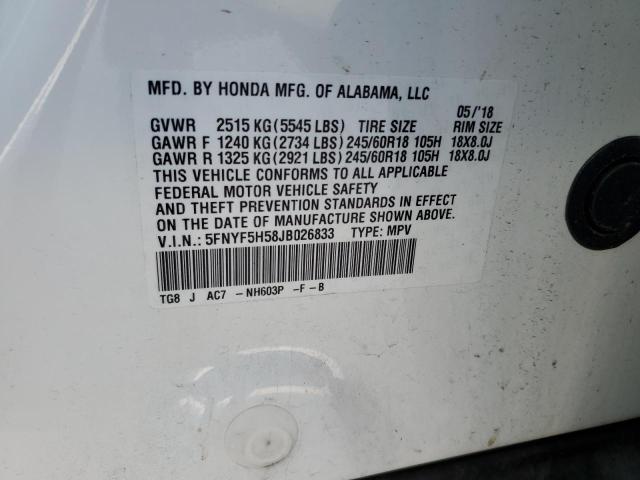 MFD. BY HONDA MFG. OF ALABAMA, LLC
05/'18
GVWR 2515 KG (5545 LBS) TIRE SIZE RIM SIZE
GAWR F 1240 KG (2734 LBS) 245/60R18 105H 18X8.0J
GAWR R 1325 KG (2921 LBS) 245/60R18 105H 18X8.0J
THIS VEHICLE CONFORMS TO ALL APPLICABLE
FEDERAL MOTOR VEHICLE SAFETY
AND THEFT PREVENTION STANDARDS IN EFFECT
ON THE DATE OF MANUFACTURE SHOWN ABOVE.
V.I.N.: 5FNYF5H58JB026833 TYPE: MPV
TG8 J AC7 -NH603P -F-B